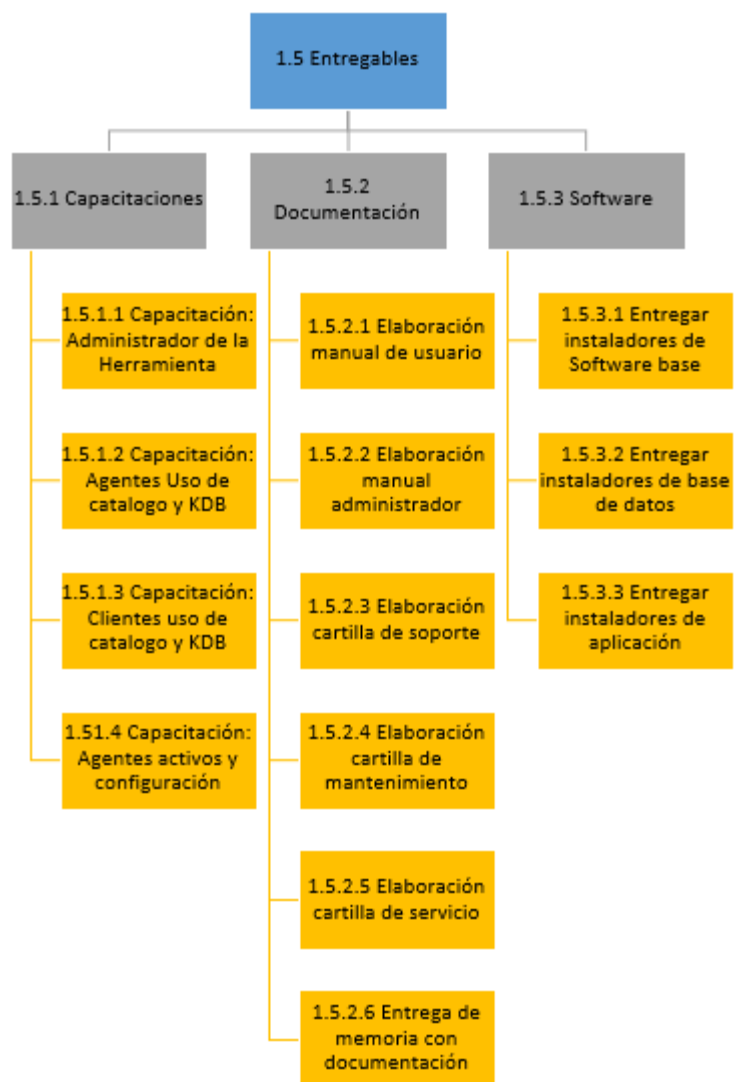 1.5 Entregables
1.5.1 Capacitaciones
1.5.1.1 Capacitación:
Administrador de la
Herramienta
1.5.1.2 Capacitación:
Agentes Uso de
catalogo y KDB
1.5.1.3 Capacitación:
Clientes uso de
catalogo y KDB
1.51.4 Capacitación:
Agentes activos y
configuración
1.5.2
Documentación
1.5.2.1 Elaboración
manual de usuario
1.5.2.2 Elaboración
manual
administrador
1.5.2.3 Elaboración
cartilla de soporte
1.5.2.4 Elaboración
cartilla de
mantenimiento
1.5.2.5 Elaboración
cartilla de servicio
1.5.2.6 Entrega de
memoria con
documentación
1.5.3 Software
1.5.3.1 Entregar
instaladores de
Software base
1.5.3.2 Entregar
instaladores de base
de datos
1.5.3.3 Entregar
instaladores de
aplicación